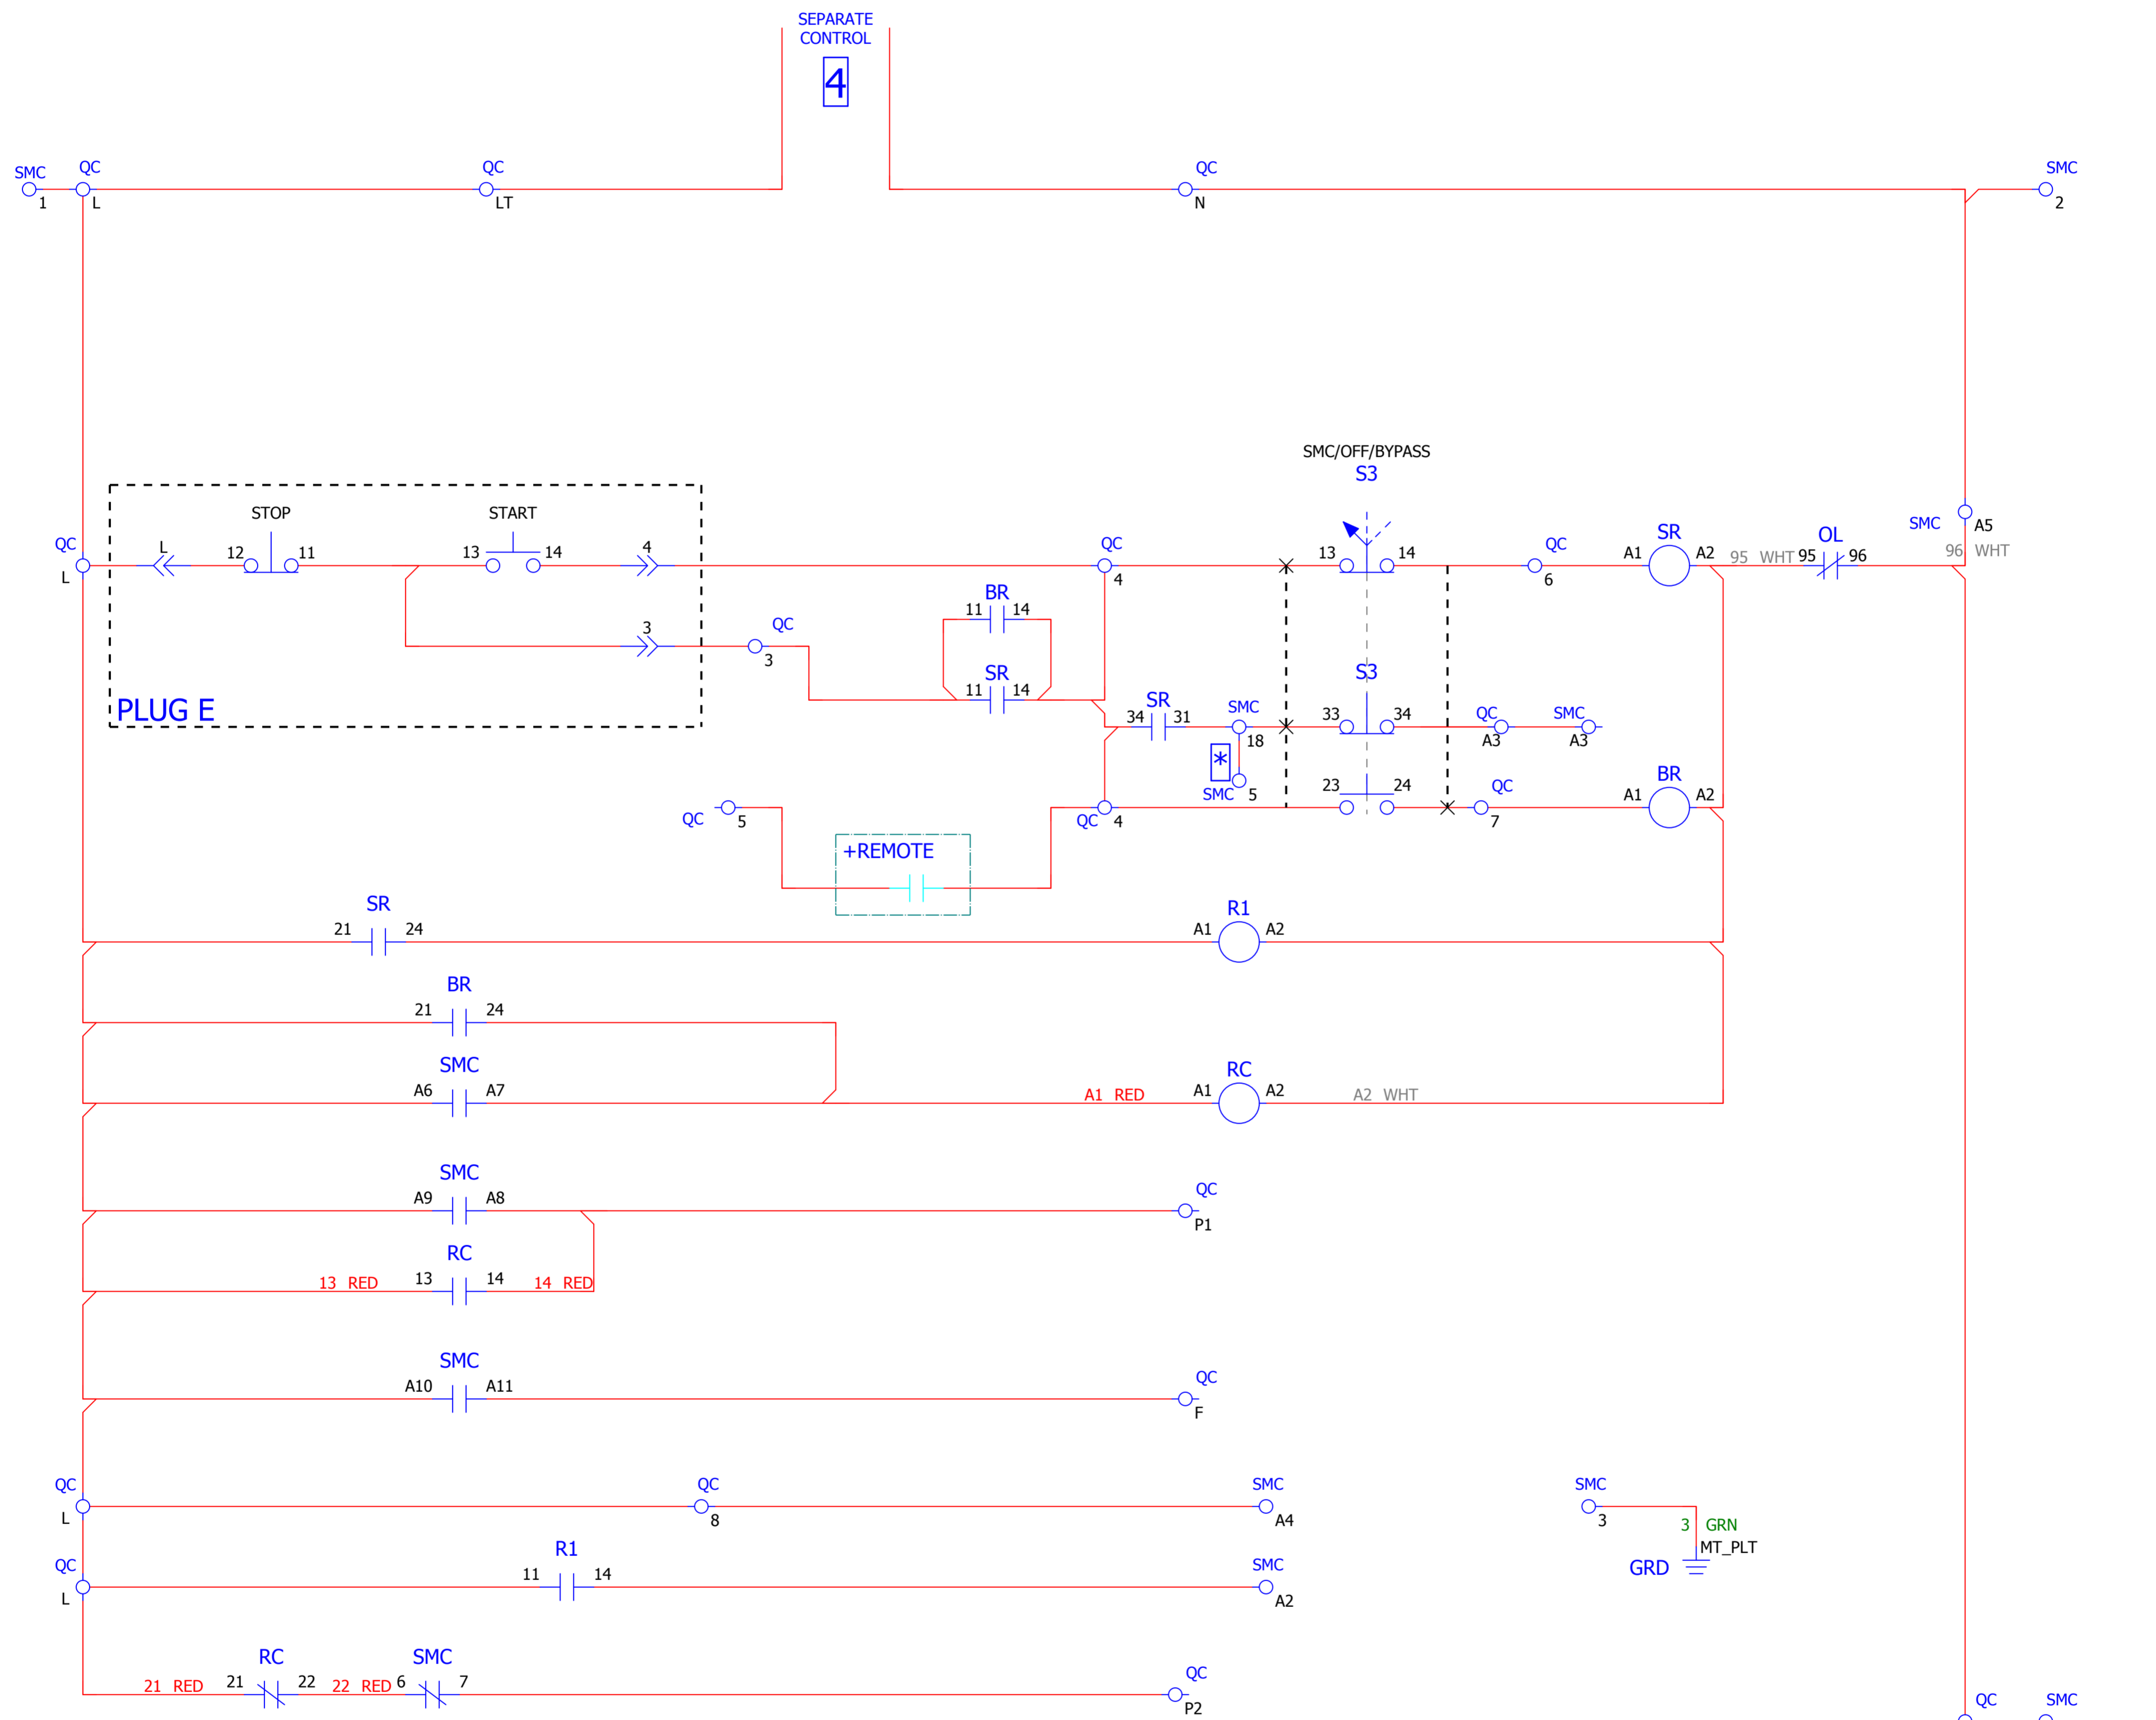 SEPARATE
CONTROL
4
SMC
QC
QC
QC
SMC
1
L
LT
N
2
SMC/OFF/BYPASS
S3
STOP
START
QC
L
L
12
11
13
14
4
QC
4
13
14
QC
6
SR
A1
A2
95 WHT
95
OL
96
SMC
A5
96 WHT
BR
11
14
3
QC
3
SR
11
14
PLUG E
SR
34
31
SMC
18
S3
33
34
QC
A3
SMC
A3
*
SMC
5
23
24
QC
7
BR
A1
A2
QC
5
QC
4
+REMOTE
SR
21
24
R1
A1
A2
BR
21
24
SMC
A6
A7
A1 RED
RC
A1
A2
A2 WHT
SMC
A9
A8
QC
P1
RC
13 RED
13
14
14 RED
SMC
A10
A11
QC
F
QC
L
QC
8
SMC
A4
SMC
3
3 GRN
MT_PLT
GRD
QC
L
R1
11
14
SMC
A2
RC
SMC
21 RED
21
22
22 RED
6
7
QC
P2
QC
SMC